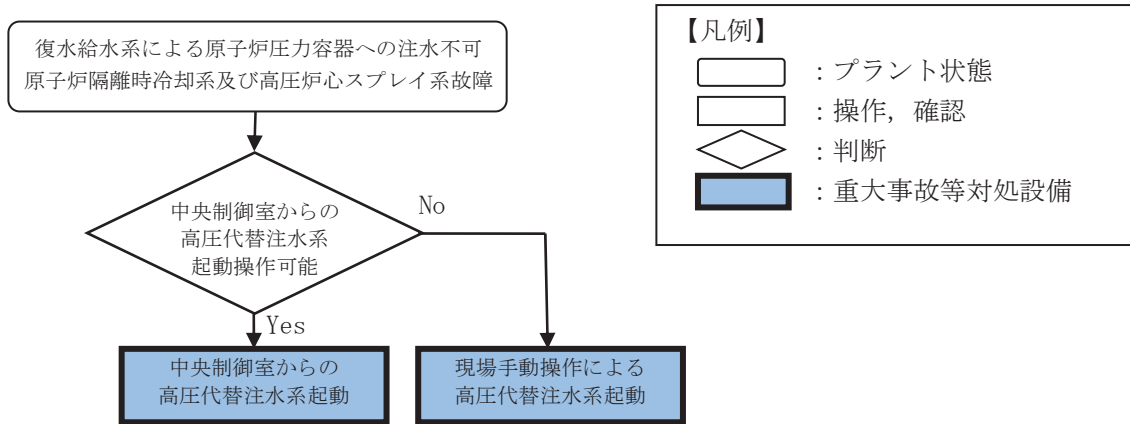 復水給水系による原子炉圧力容器への注水不可
原子炉隔離時冷却系及び高圧炉心スプレイ系故障
中央制御室からの
高圧代替注水系
起動操作可能
No
Yes
中央制御室からの
高圧代替注水系起動
現場手動操作による
高圧代替注水系起動
【凡例】
：プラント状態
：操作，確認
：判断
：重大事故等対処設備